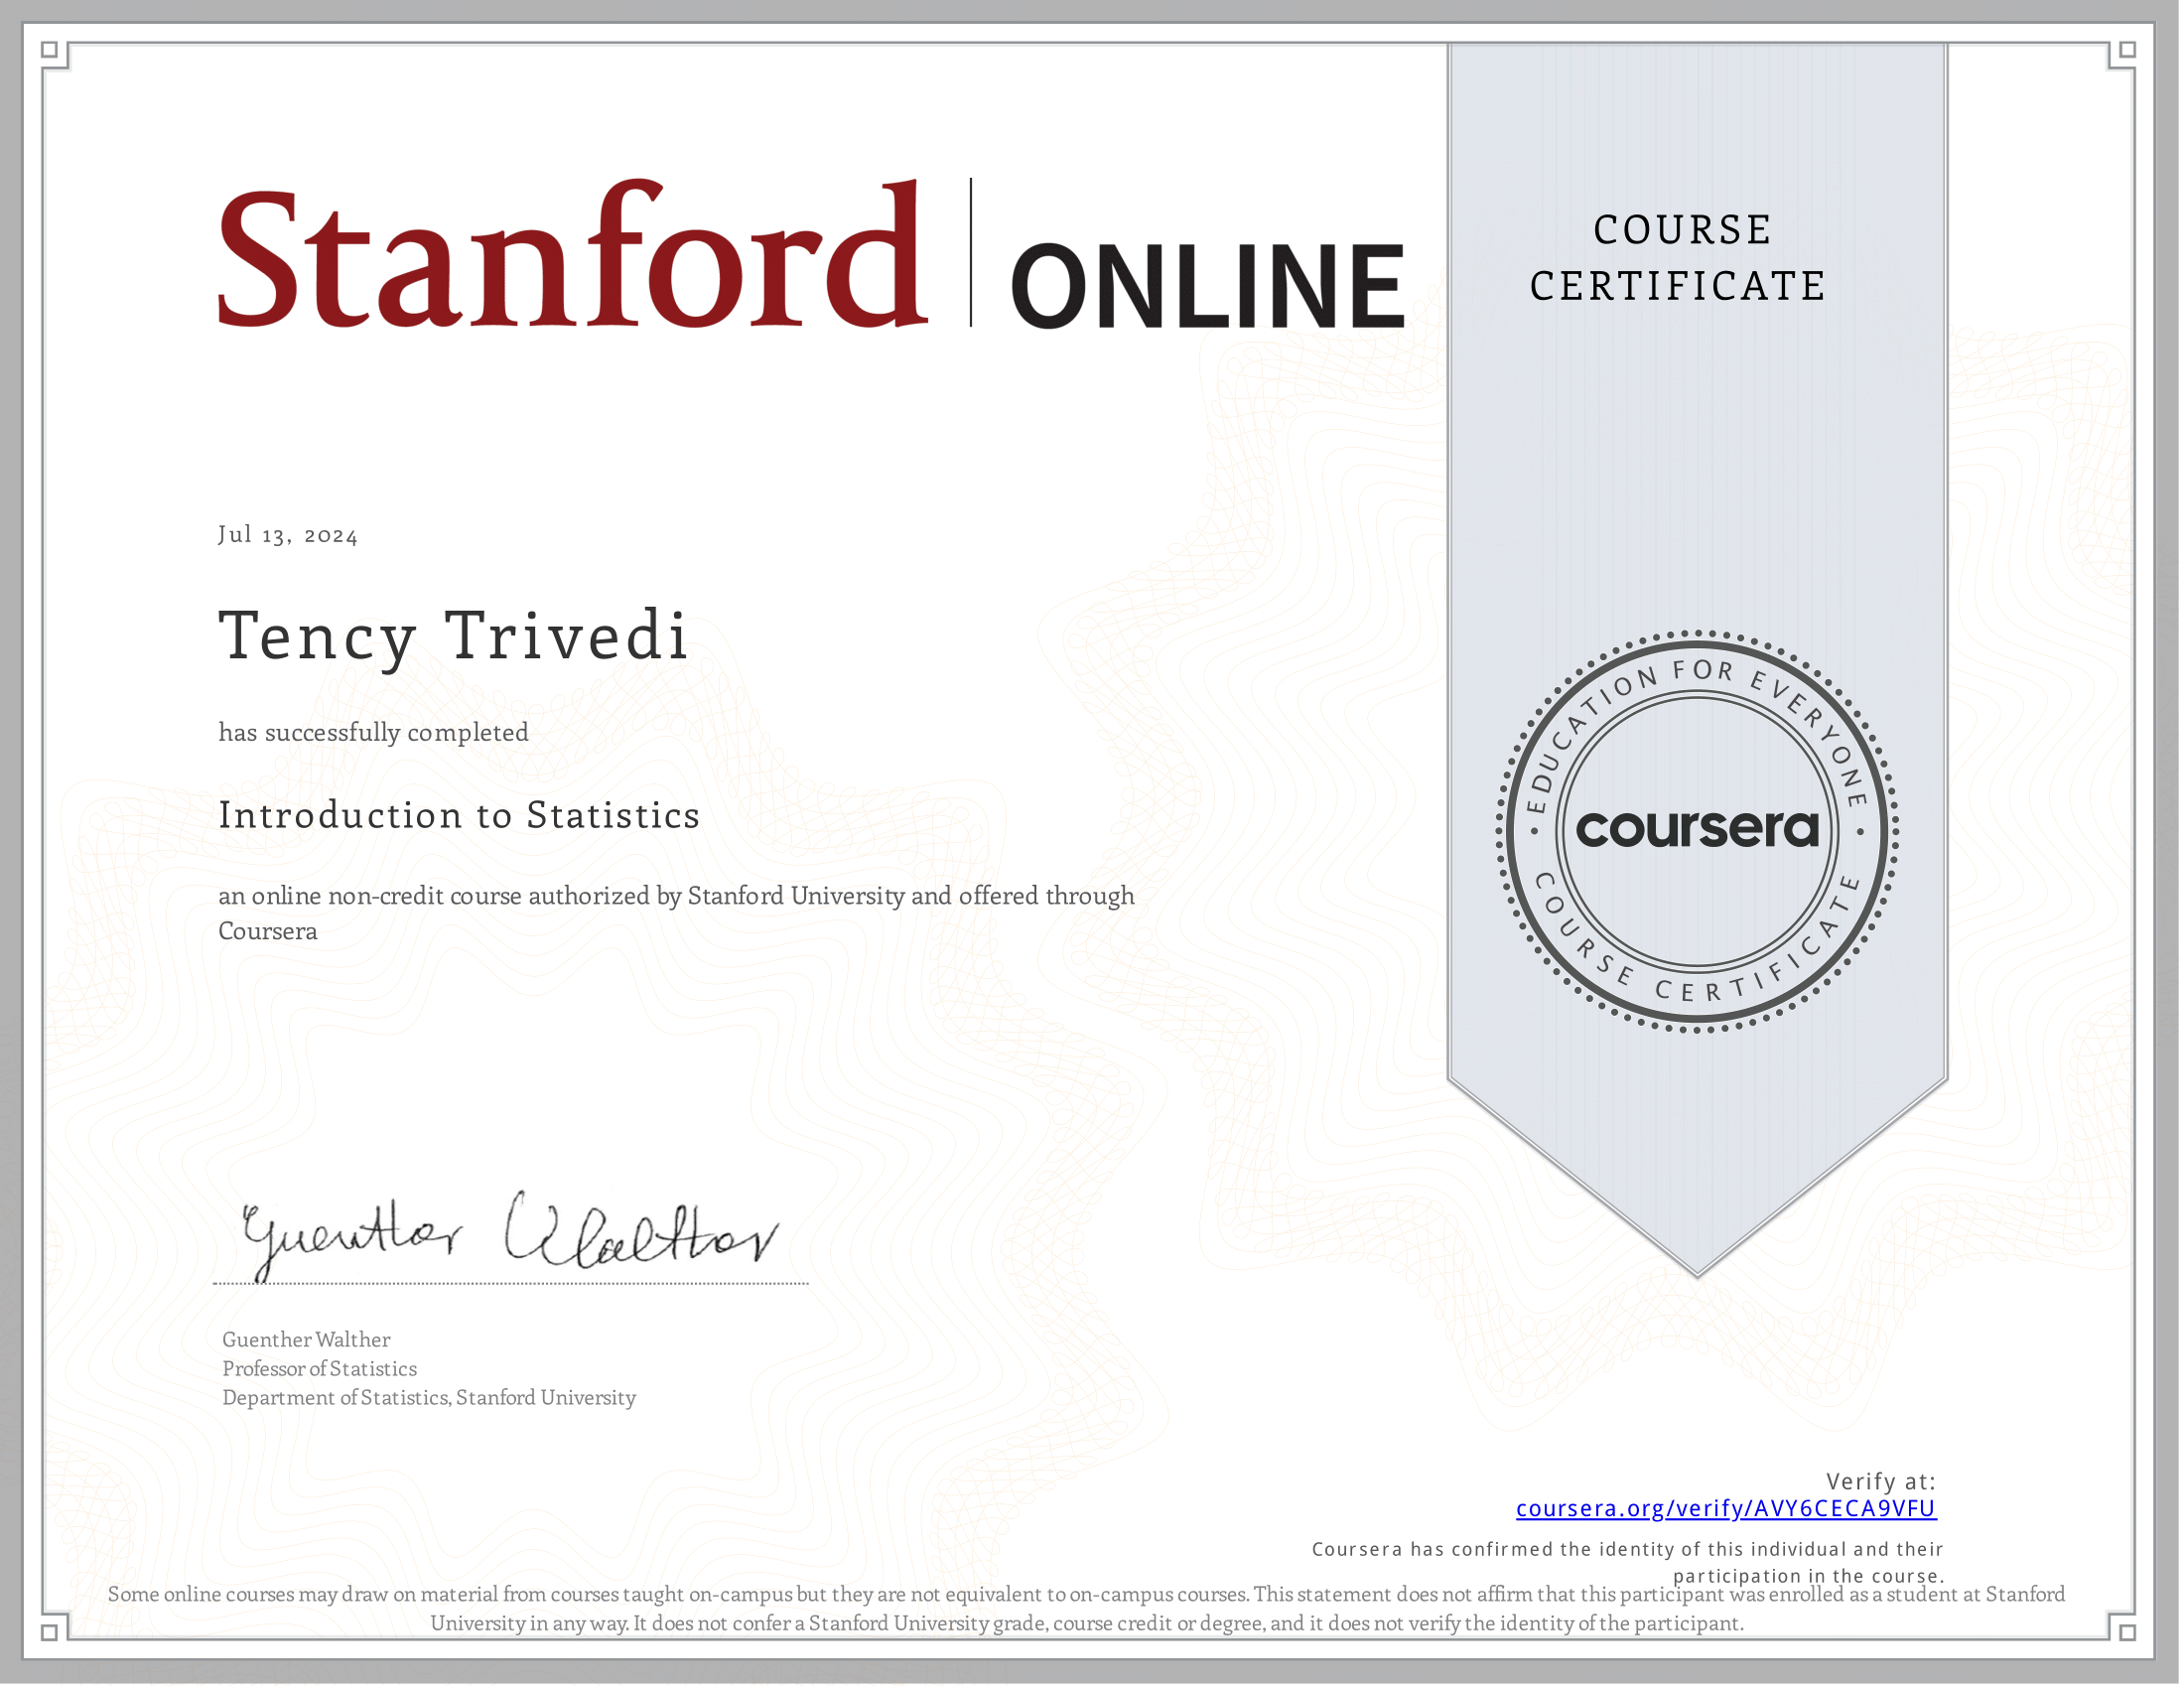 Stanford | ONLINE
COURSE
CERTIFICATE
Jul 13, 2024
Tency Trivedi
has successfully completed
Introduction to Statistics
an online non-credit course authorized by Stanford University and offered through
Coursera
EDUCATION FOR EVERYONE
coursera
COURSE CERTIFICATE
Guenther Walther
Guenther Walther
Professor of Statistics
Department of Statistics, Stanford University
Verify at:
coursera.org/verify/AVY6CECA9VFU
Coursera has confirmed the identity of this individual and their
participation in the course.
Some online courses may draw on material from courses taught on-campus but they are not equivalent to on-campus courses. This statement does not affirm that this participant was enrolled as a student at Stanford
University in any way. It does not confer a Stanford University grade, course credit or degree, and it does not verify the identity of the participant.